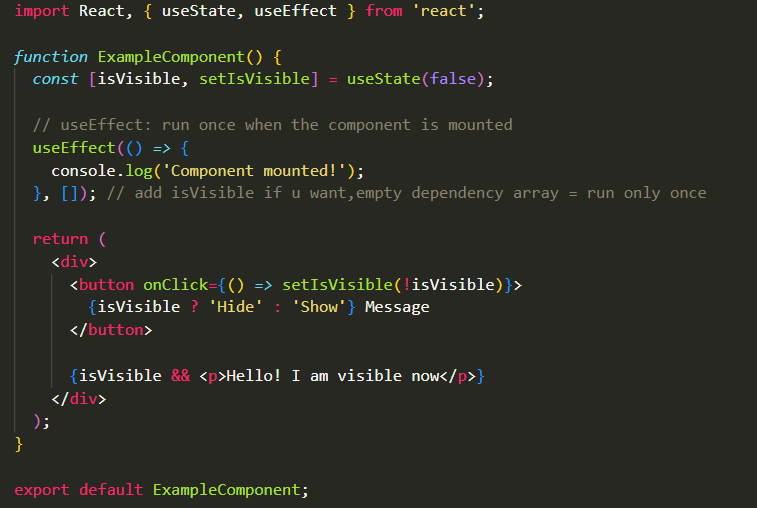 import React, { useState, useEffect } from 'react';
function ExampleComponent() {
const [isVisible, setIsVisible] = useState(false);
// useEffect: run once when the component is mounted
useEffect(() => {
console.log('Component mounted!');
}, []); // add isVisible if u want,empty dependency array = run only once
return (
<div>
<button onClick={() => setIsVisible(!isVisible)}>
{isVisible ? 'Hide' : 'Show'} Message
</button>
{isVisible && <p>Hello! I am visible now</p>}
</div>
);
}
export default ExampleComponent;